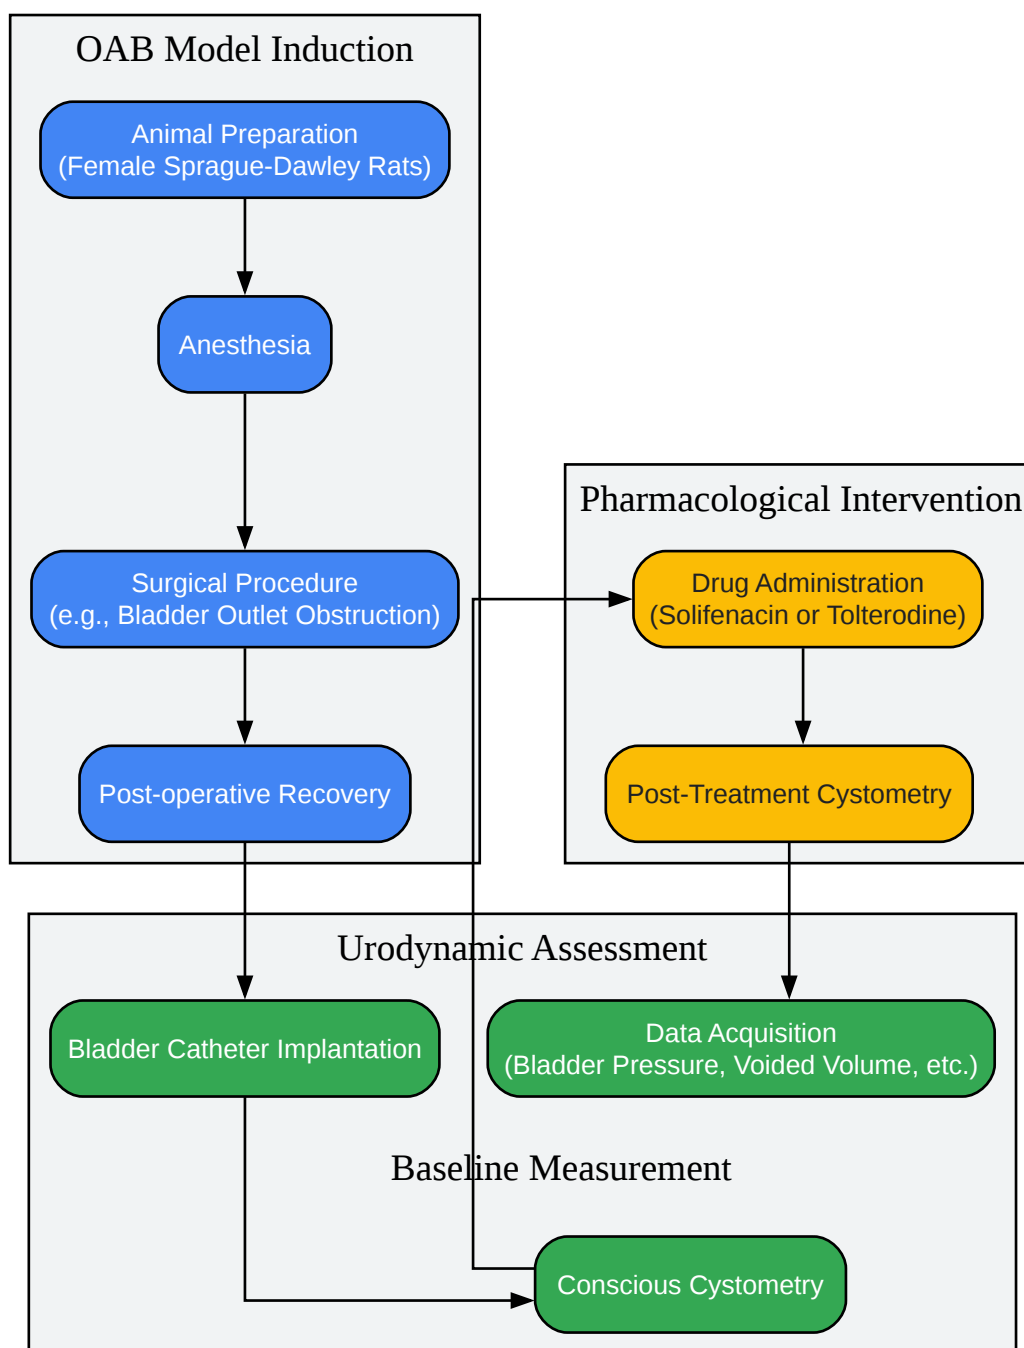 OAB Model Induction
Animal Preparation
(Female Sprague-Dawley Rats)
Anesthesia
Surgical Procedure
(e.g., Bladder Outlet Obstruction)
Post-operative Recovery
Pharmacological Intervention
Drug Administration
(Solifenacin or Tolterodine)
Post-Treatment Cystometry
Urodynamic Assessment
Bladder Catheter Implantation
Data Acquisition
(Bladder Pressure, Voided Volume, etc.)
Baseline Measurement
Conscious Cystometry